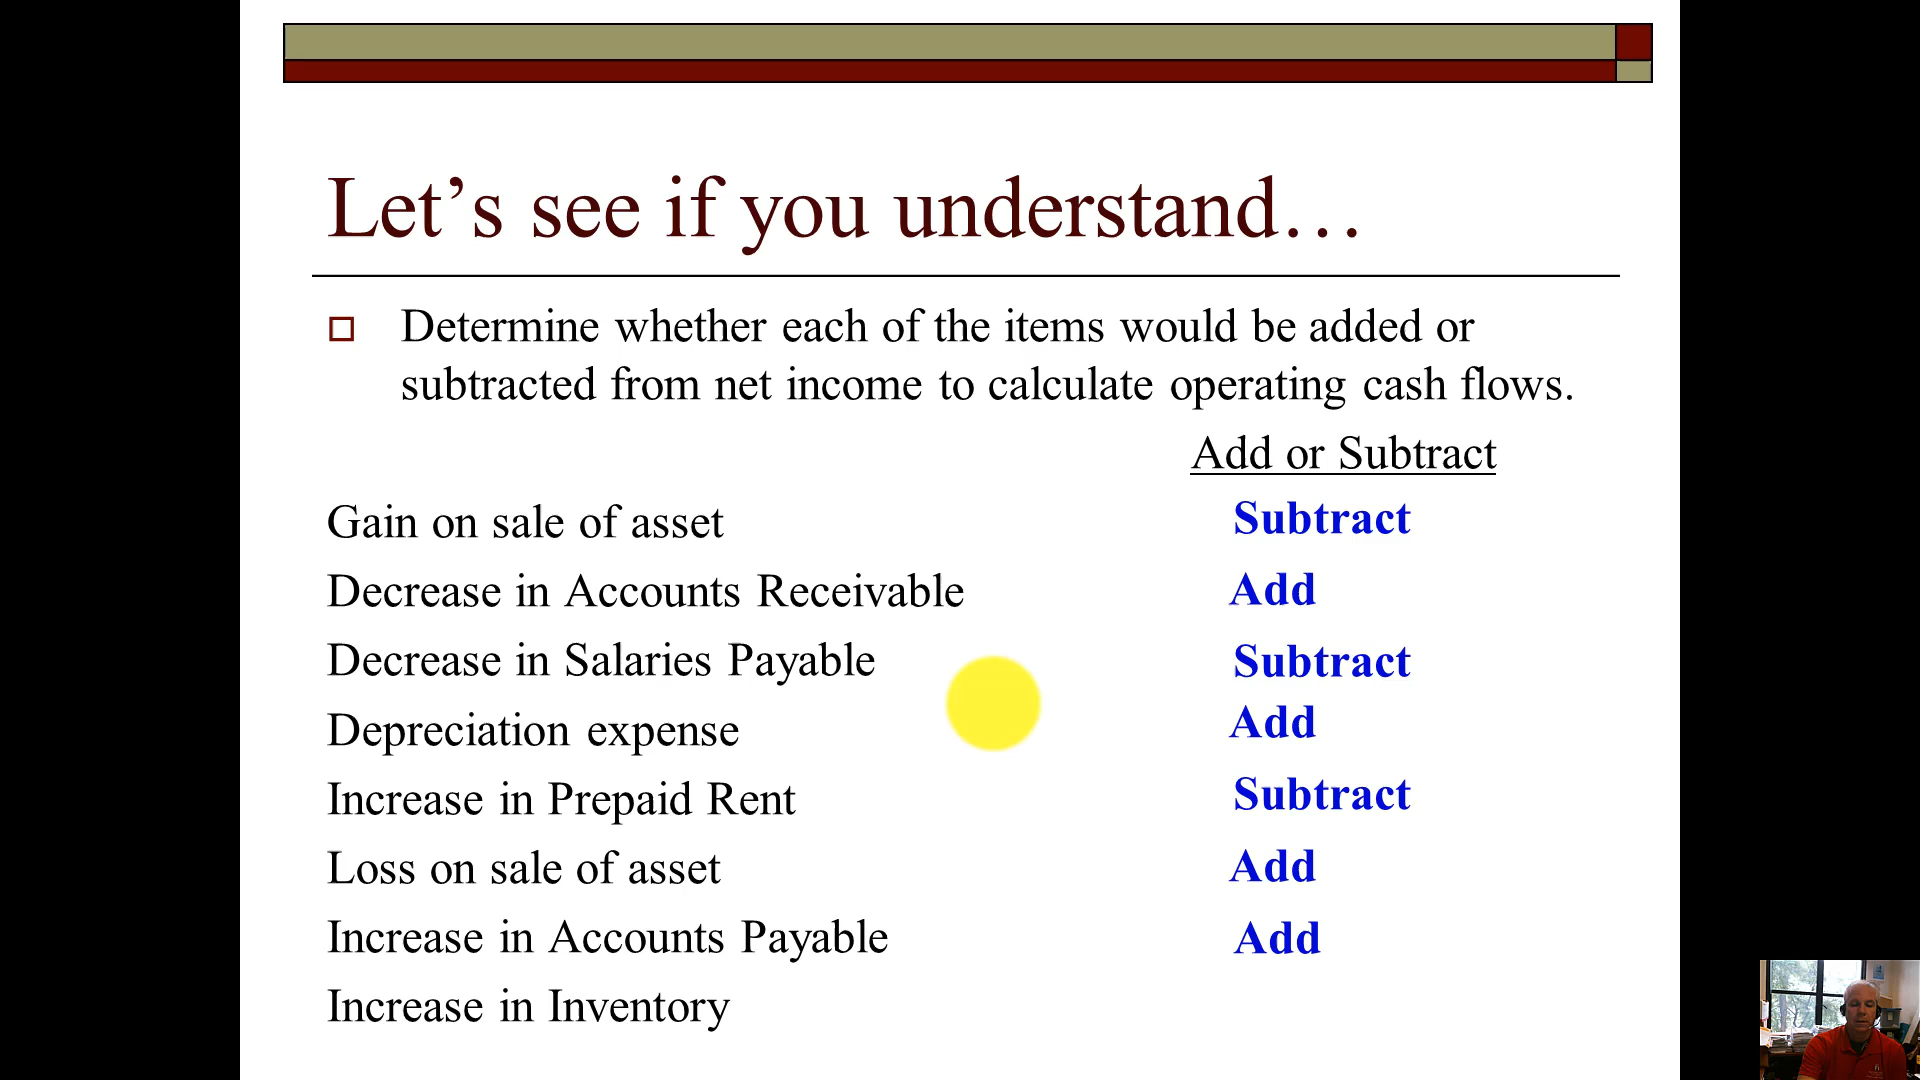 Let’s see if you understand…
Determine whether each of the items would be added or
subtracted from net income to calculate operating cash flows.
Add or Subtract
Gain on sale of asset Subtract
Decrease in Accounts Receivable Add
Decrease in Salaries Payable Subtract
Depreciation expense Add
Increase in Prepaid Rent Subtract
Loss on sale of asset Add
Increase in Accounts Payable Add
Increase in Inventory